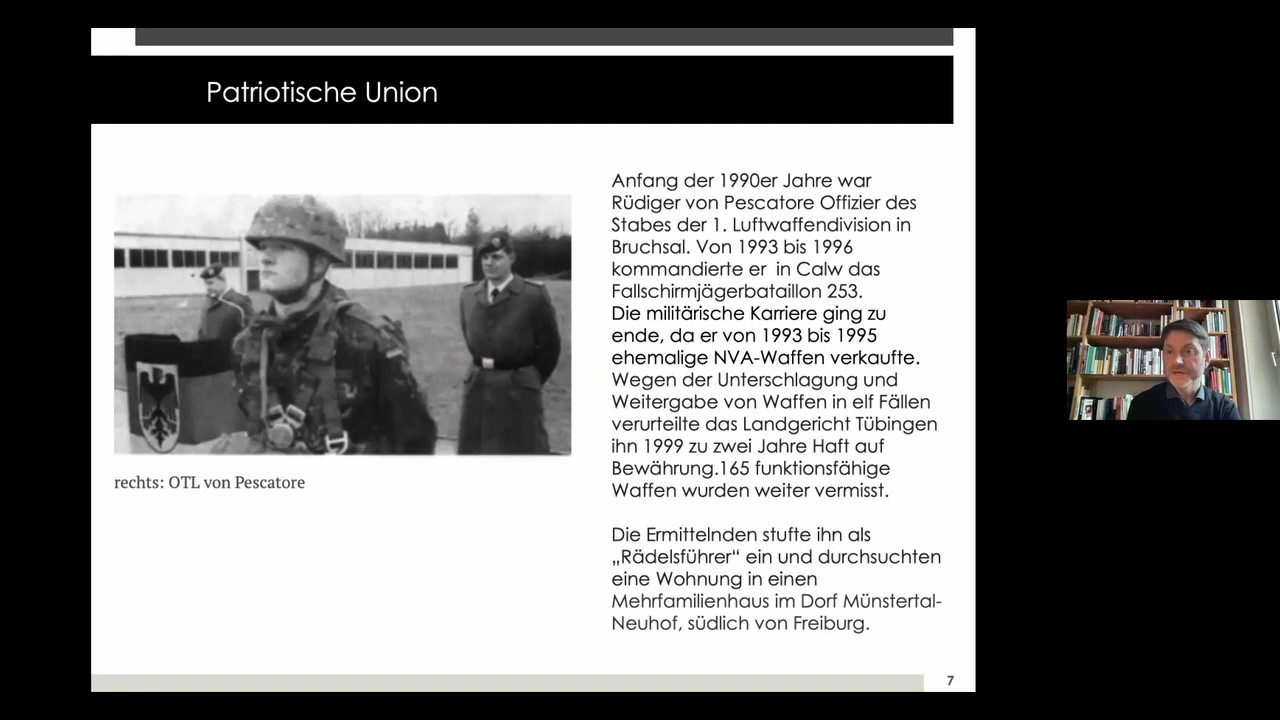 Patriotische Union
rechts: OTL von Pescatore
Anfang der 1990er Jahre war
Rüdiger von Pescatore Offizier des
Stabes der 1. Luftwaffendivision in
Bruchsal. Von 1993 bis 1996
kommandierte er  in Calw das
Fallschirmjägerbataillon 253.
Die militärische Karriere ging zu
ende, da er von 1993 bis 1995
ehemalige NVA-Waffen verkaufte.
Wegen der Unterschlagung und
Weitergabe von Waffen in elf Fällen
verurteilte das Landgericht Tübingen
ihn 1999 zu zwei Jahre Haft auf
Bewährung.165 funktionsfähige
Waffen wurden weiter vermisst.
Die Ermittelnden stufte ihn als
„Rädelsführer“ ein und durchsuchten
eine Wohnung in einen
Mehrfamilienhaus im Dorf Münstertal-
Neuhof, südlich von Freiburg.
7